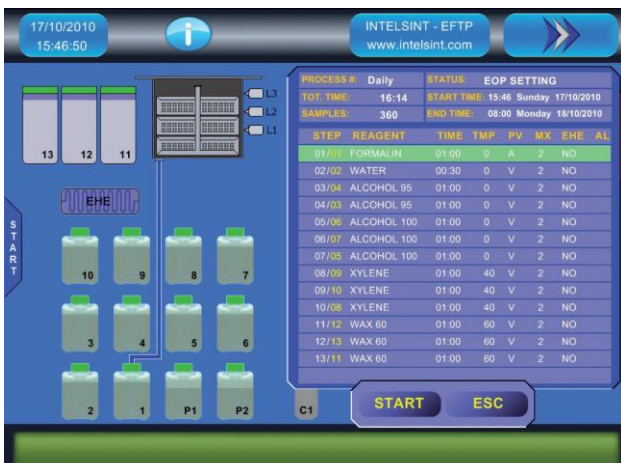 17/10/2010
15:46:50
i
INTELSINT - EFTP
www.intelsint.com
L3
L2
L1
13 12 11
EHE
START
10 9 8 7
3 4 5 6
2 1 P1 P2 C1
PROCESS #: Daily STATUS: EOP SETTING
TOT. TIME: 16:14 START TIME: 15:46 Sunday 17/10/2010
SAMPLES: 360 END TIME: 08:00 Monday 18/10/2010
STEP REAGENT TIME TMP PV MX EHE AL
01/01 FORMALIN 01:00 0 A 2 NO
02/02 WATER 00:30 0 V 2 NO
03/04 ALCOHOL 95 01:00 0 V 2 NO
04/03 ALCOHOL 95 01:00 0 V 2 NO
05/06 ALCOHOL 100 01:00 0 V 2 NO
06/07 ALCOHOL 100 01:00 0 V 2 NO
07/05 ALCOHOL 100 01:00 0 V 2 NO
08/09 XYLENE 01:00 40 V 2 NO
09/10 XYLENE 01:00 40 V 2 NO
10/08 XYLENE 01:00 40 V 2 NO
11/12 WAX 60 01:00 60 V 2 NO
12/13 WAX 60 01:00 60 V 2 NO
13/11 WAX 60 01:00 60 V 2 NO
START ESC